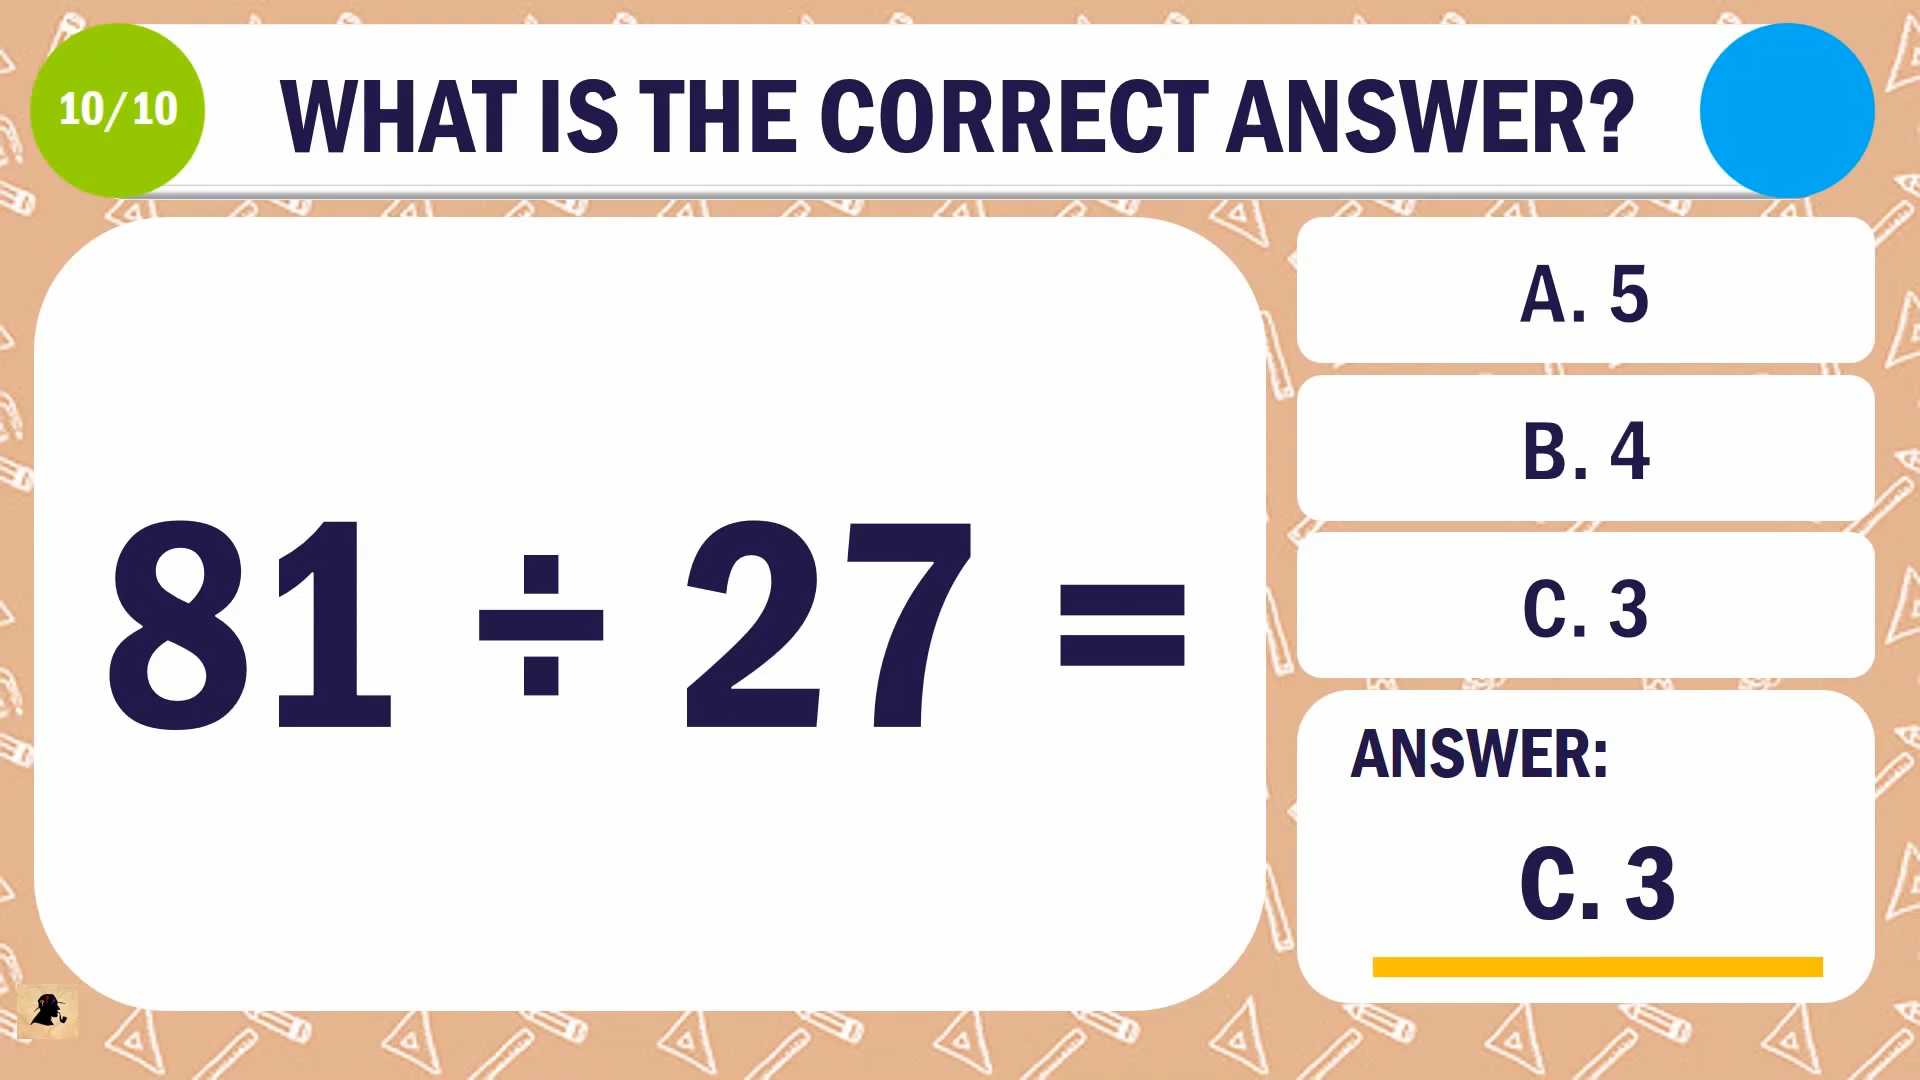 10/10
WHAT IS THE CORRECT ANSWER?
81 ÷ 27 =
A. 5
B. 4
C. 3
ANSWER:
C. 3